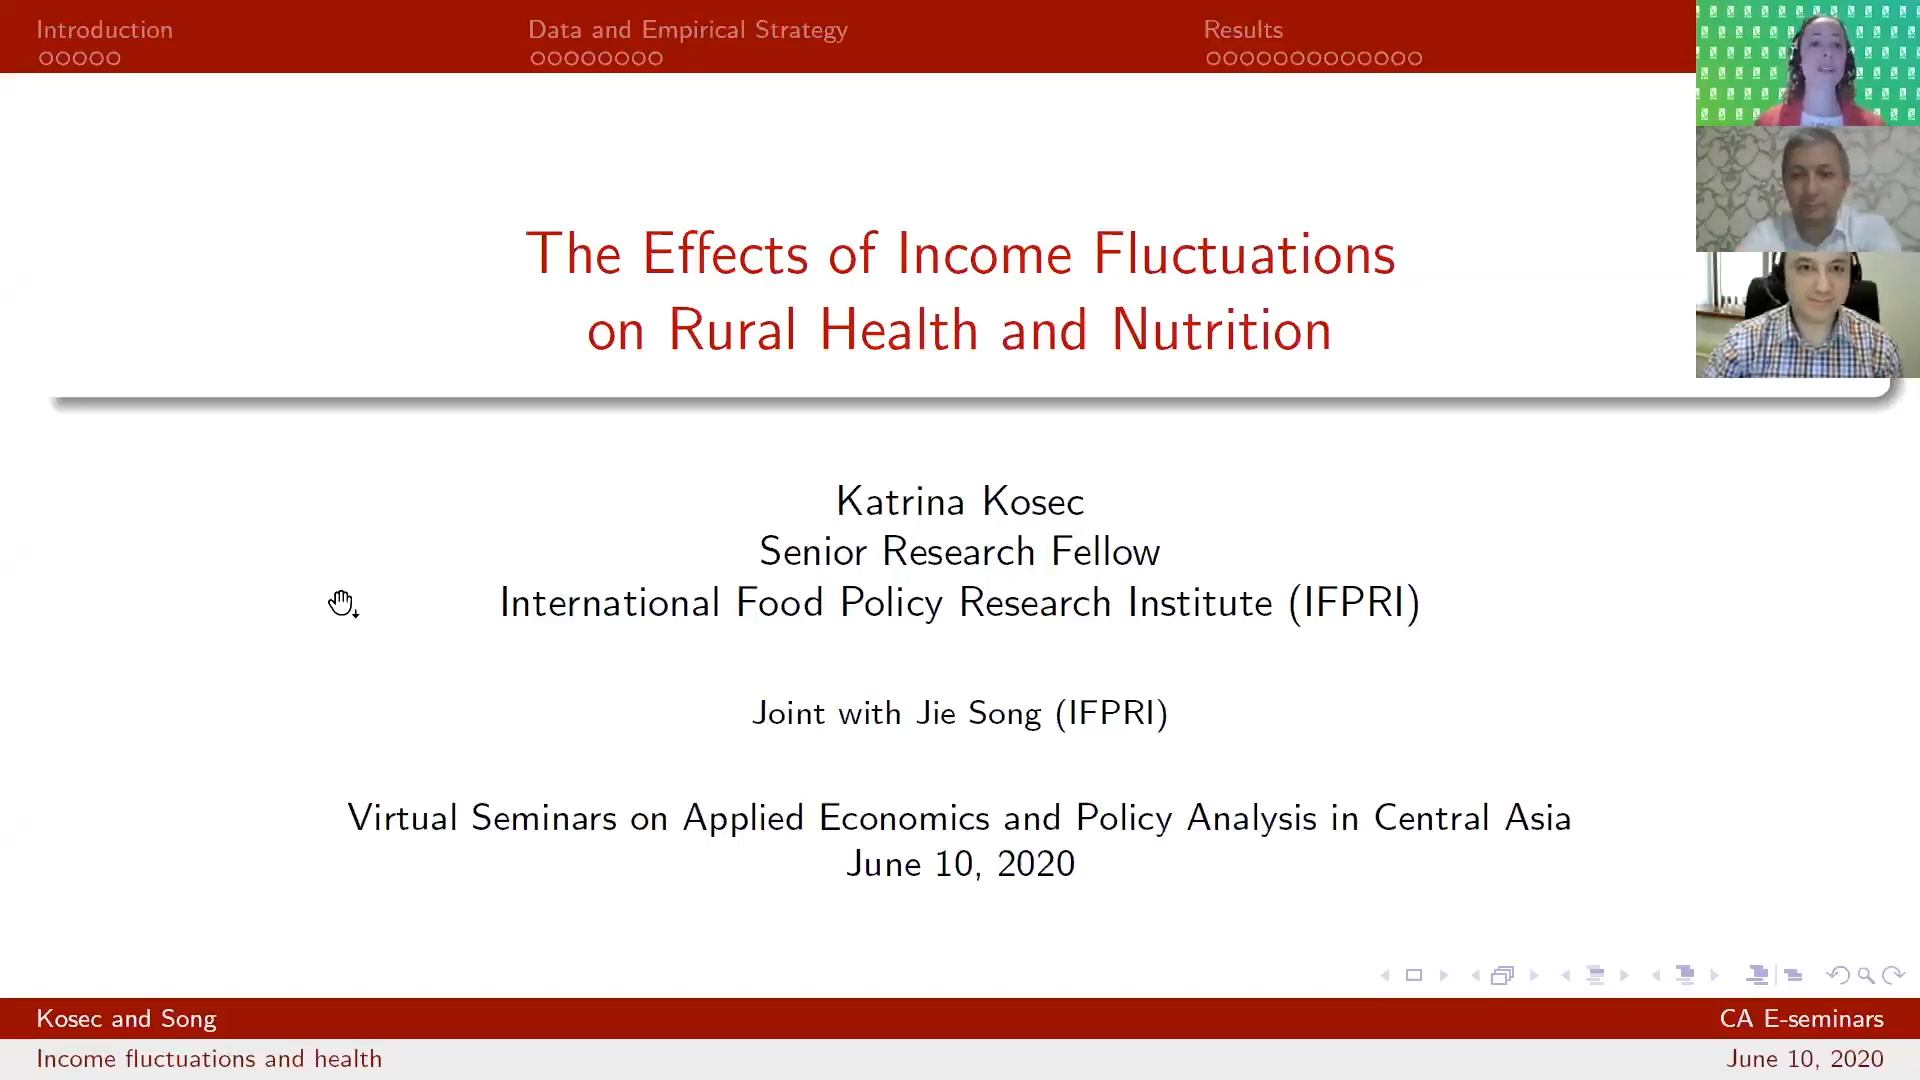 Introduction
Data and Empirical Strategy
Results
The Effects of Income Fluctuations
on Rural Health and Nutrition
Katrina Kosec
Senior Research Fellow
International Food Policy Research Institute (IFPRI)
Joint with Jie Song (IFPRI)
Virtual Seminars on Applied Economics and Policy Analysis in Central Asia
June 10, 2020
Kosec and Song
CA E-seminars
Income fluctuations and health
June 10, 2020